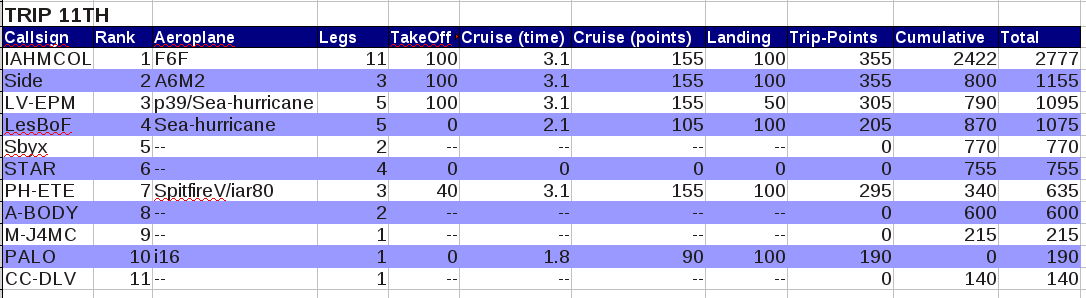 TRIP 11TH
Callsign Rank Aeroplane Legs TakeOff Cruise (time) Cruise (points) Landing Trip-Points Cumulative Total
IAHMCOL 1 F6F 11 100 3.1 155 100 355 2422 2777
Side 2 A6M2 3 100 3.1 155 100 355 800 1155
LV-EPM 3 p39/Sea-hurricane 5 100 3.1 155 50 305 790 1095
LesBoF 4 Sea-hurricane 5 0 2.1 105 100 205 870 1075
Sbyx 5 -- 2 -- -- -- -- 0 770 770
STAR 6 -- 4 0 0 0 0 0 755 755
PH-ETE 7 SpitfireV/iar80 3 40 3.1 155 100 295 340 635
A-BODY 8 -- 2 -- -- -- -- 0 600 600
M-J4MC 9 -- 1 -- -- -- -- 0 215 215
PALO 10 i16 1 0 1.8 90 100 190 0 190
CC-DLV 11 -- 1 -- -- -- -- 0 140 140